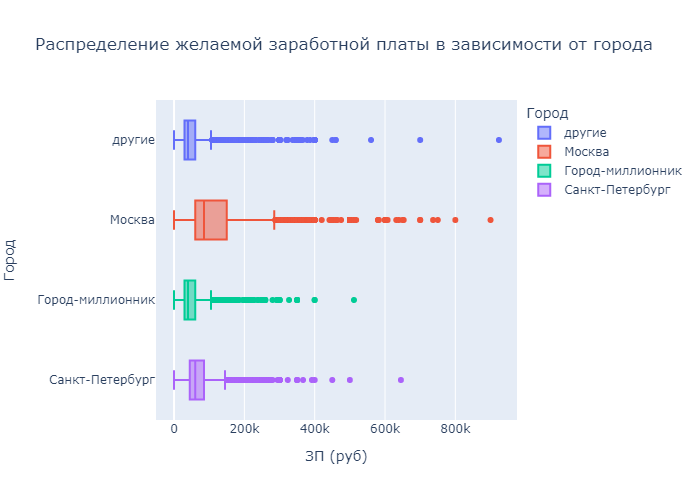 Распределение желаемой заработной платы в зависимости от города
Город
другие
Москва
Город-миллионник
Санкт-Петербург
Город
другие
Москва
Город-миллионник
Санкт-Петербург
0
200k
400k
600k
800k
ЗП (руб)